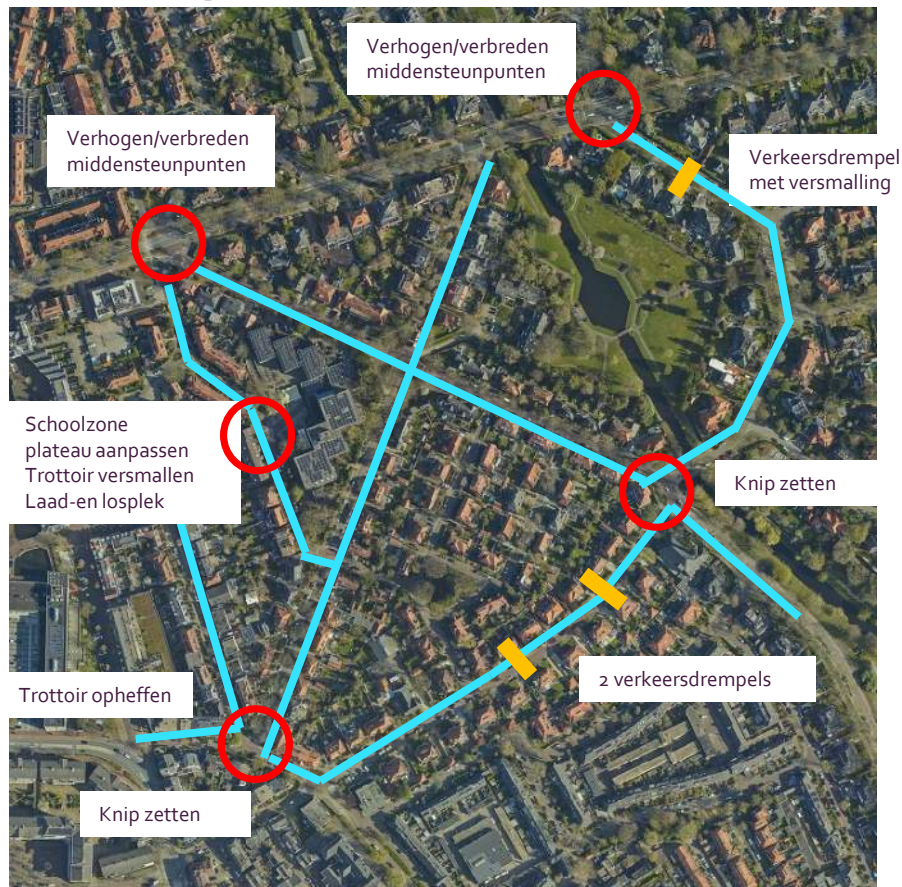 Verhogen/verbreden
middensteunpunten
Verhogen/verbreden
middensteunpunten
Verkeersdrempel
met versmalling
Schoolzone
plateau aanpassen
Trottoir versmallen
Laad-en losplek
Knip zetten
2 verkeersdrempels
Trottoir opheffen
Knip zetten